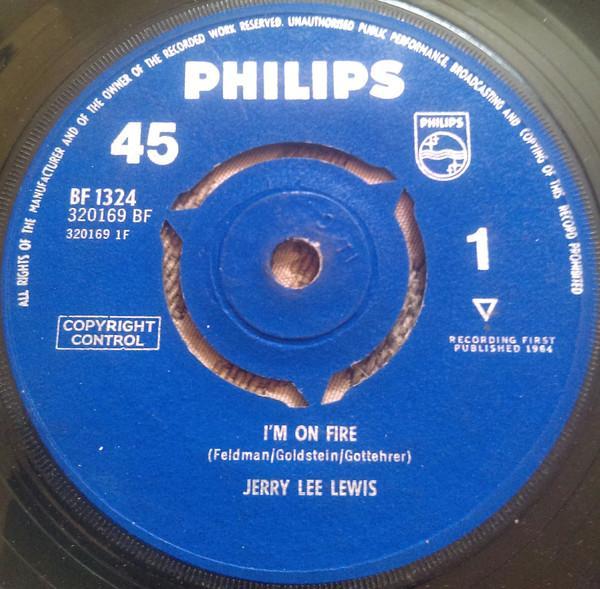 ALL RIGHTS OF THE MANUFACTURER AND OF THE OWNER OF THE RECORDED WORK RESERVED. UNAUTHORISED PUBLIC PERFORMANCE, BROADCASTING AND COPYING OF THIS RECORD PROHIBITED
PHILIPS
45
PHILIPS
BF 1324
320169 BF
320169 1F
1
COPYRIGHT
CONTROL
RECORDING FIRST
PUBLISHED 1964
I'M ON FIRE
(Feldman/Goldstein/Gottehrer)
JERRY LEE LEWIS